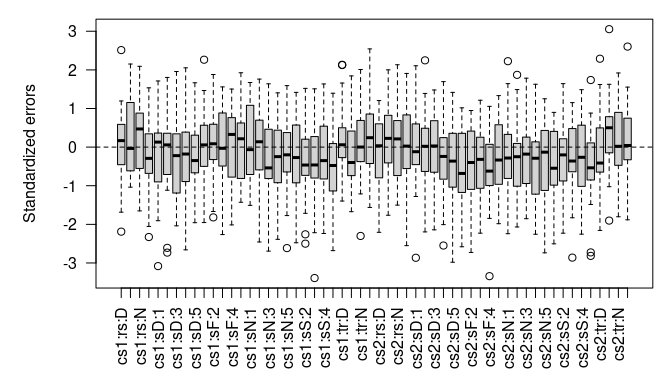 Standardized errors
3
2
1
0
-1
-2
-3
cs1:rs:D
cs1:rs:N
cs1:sD:1
cs1:sD:3
cs1:sD:5
cs1:sF:2
cs1:sF:4
cs1:sN:1
cs1:sN:3
cs1:sN:5
cs1:sS:2
cs1:sS:4
cs1:tr:D
cs1:tr:N
cs2:rs:D
cs2:rs:N
cs2:sD:1
cs2:sD:3
cs2:sD:5
cs2:sF:2
cs2:sF:4
cs2:sN:1
cs2:sN:3
cs2:sN:5
cs2:sS:2
cs2:sS:4
cs2:tr:D
cs2:tr:N